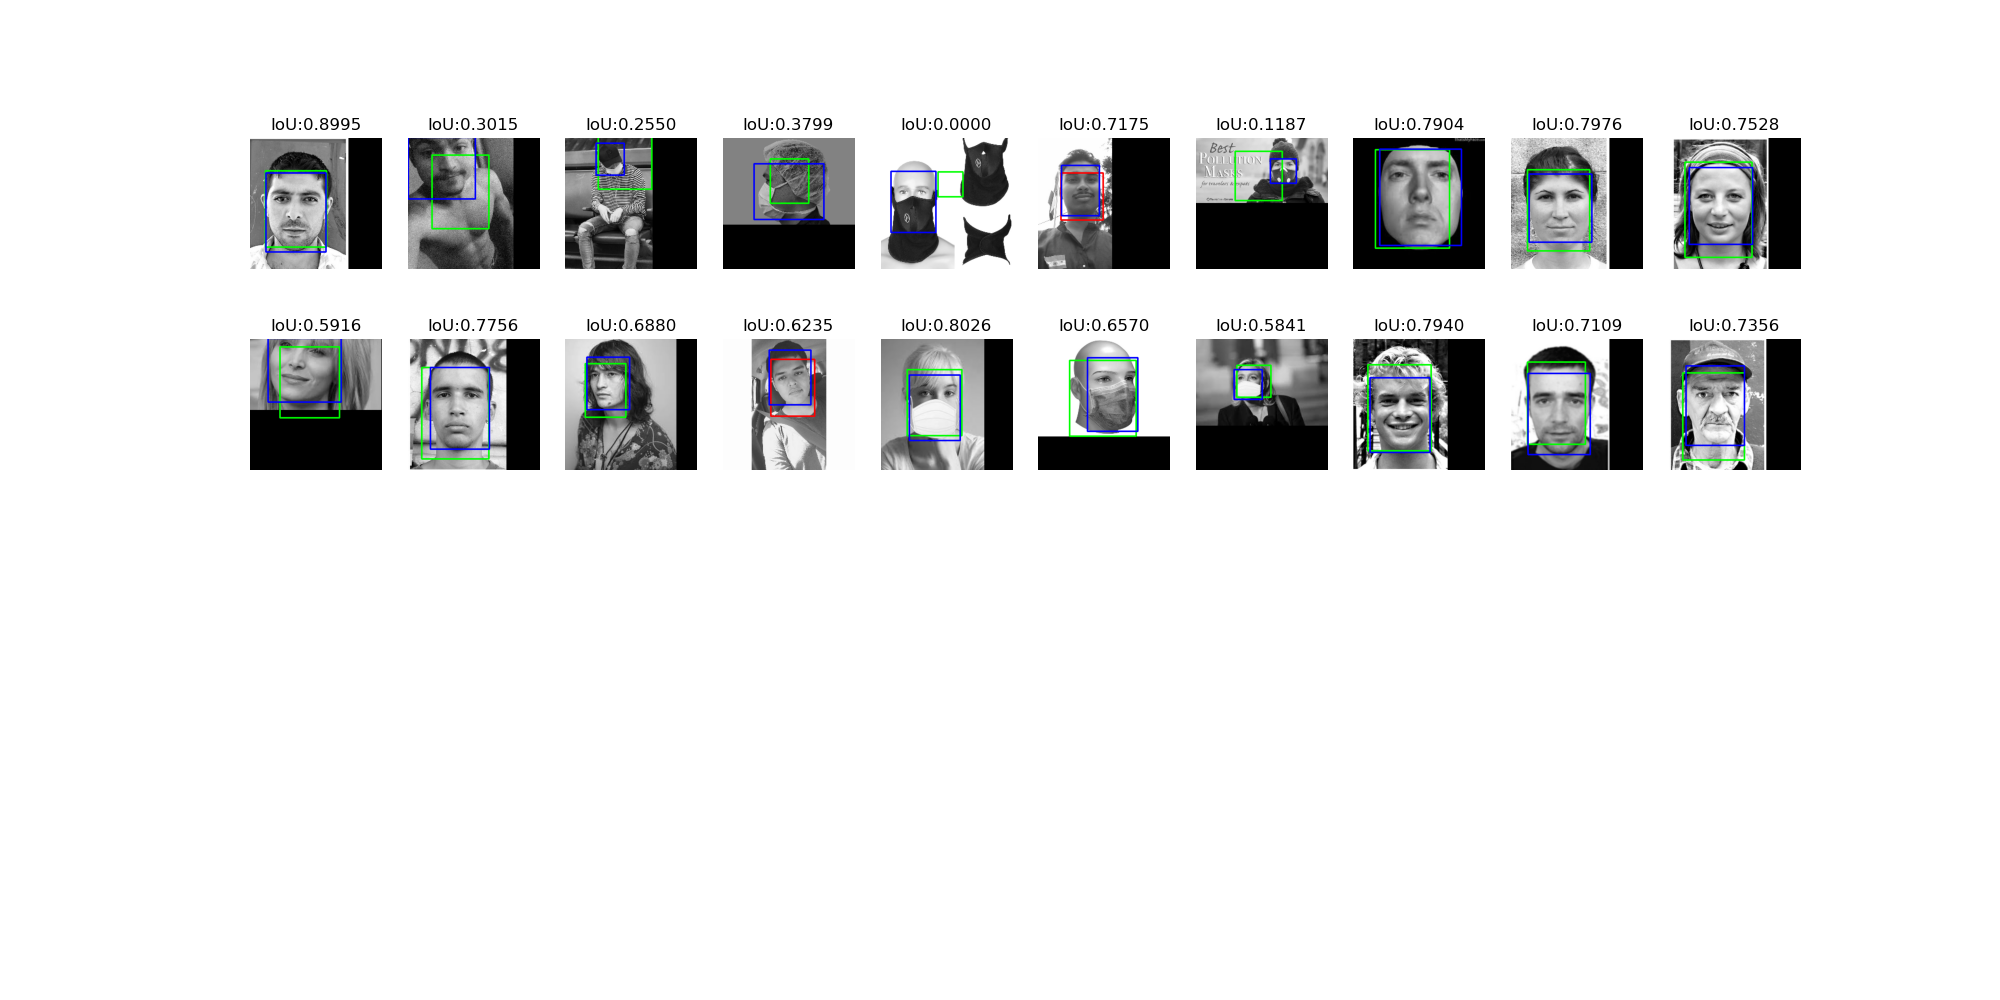 IoU:0.8995
IoU:0.3015
IoU:0.2550
IoU:0.3799
IoU:0.0000
IoU:0.7175
IoU:0.1187
IoU:0.7904
IoU:0.7976
IoU:0.7528
Best
POLLUTION
MASKS
for travellers & expats
IoU:0.5916
IoU:0.7756
IoU:0.6880
IoU:0.6235
IoU:0.8026
IoU:0.6570
IoU:0.5841
IoU:0.7940
IoU:0.7109
IoU:0.7356